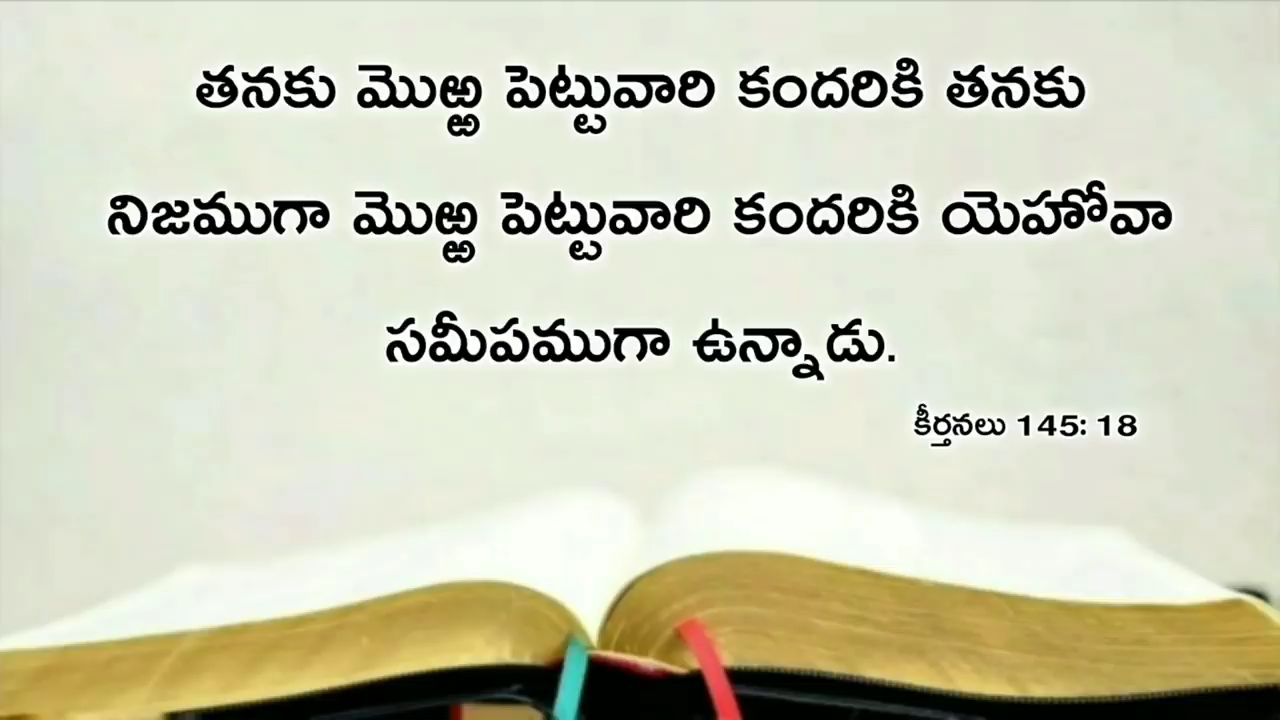 తనకు మొఱ్ఱ పెట్టువారి కందరికి తనకు
నిజముగా మొఱ్ఱ పెట్టువారి కందరికి యెహోవా
సమీపముగా ఉన్నాడు.
కీర్తనలు 145: 18